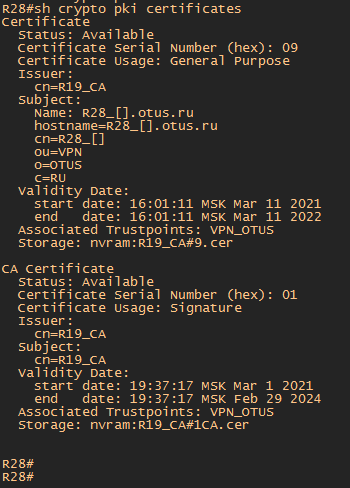 R28#sh crypto pki certificates
Certificate
  Status: Available
  Certificate Serial Number (hex): 09
  Certificate Usage: General Purpose
  Issuer:
    cn=R19_CA
  Subject:
    Name: R28_[].otus.ru
    hostname=R28_[].otus.ru
    cn=R28_[]
    ou=VPN
    o=OTUS
    c=RU
  Validity Date:
    start date: 16:01:11 MSK Mar 11 2021
    end   date: 16:01:11 MSK Mar 11 2022
  Associated Trustpoints: VPN_OTUS
  Storage: nvram:R19_CA#9.cer

CA Certificate
  Status: Available
  Certificate Serial Number (hex): 01
  Certificate Usage: Signature
  Issuer:
    cn=R19_CA
  Subject:
    cn=R19_CA
  Validity Date:
    start date: 19:37:17 MSK Mar 1 2021
    end   date: 19:37:17 MSK Feb 29 2024
  Associated Trustpoints: VPN_OTUS
  Storage: nvram:R19_CA#1CA.cer

R28#
R28#